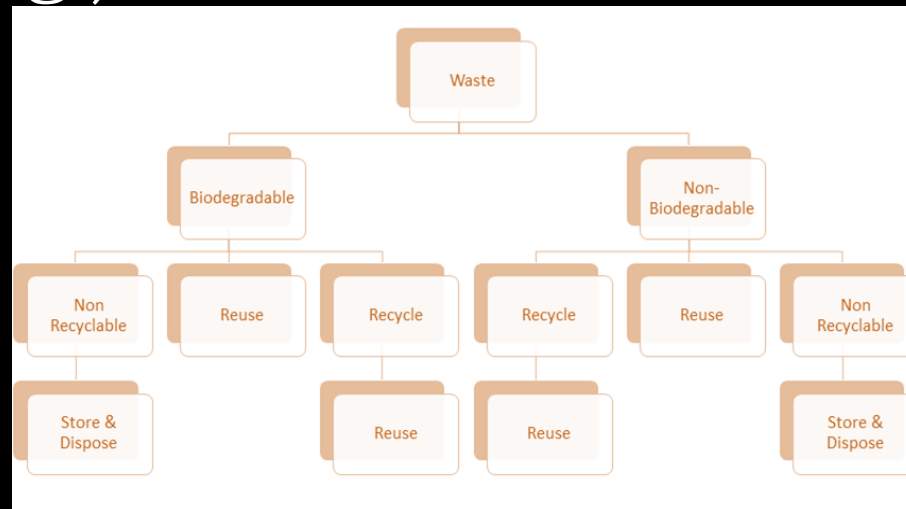 Waste
Biodegradable
Non-
Biodegradable
Non
Recyclable
Reuse
Recycle
Recycle
Reuse
Non
Recyclable
Store &
Dispose
Reuse
Reuse
Store &
Dispose